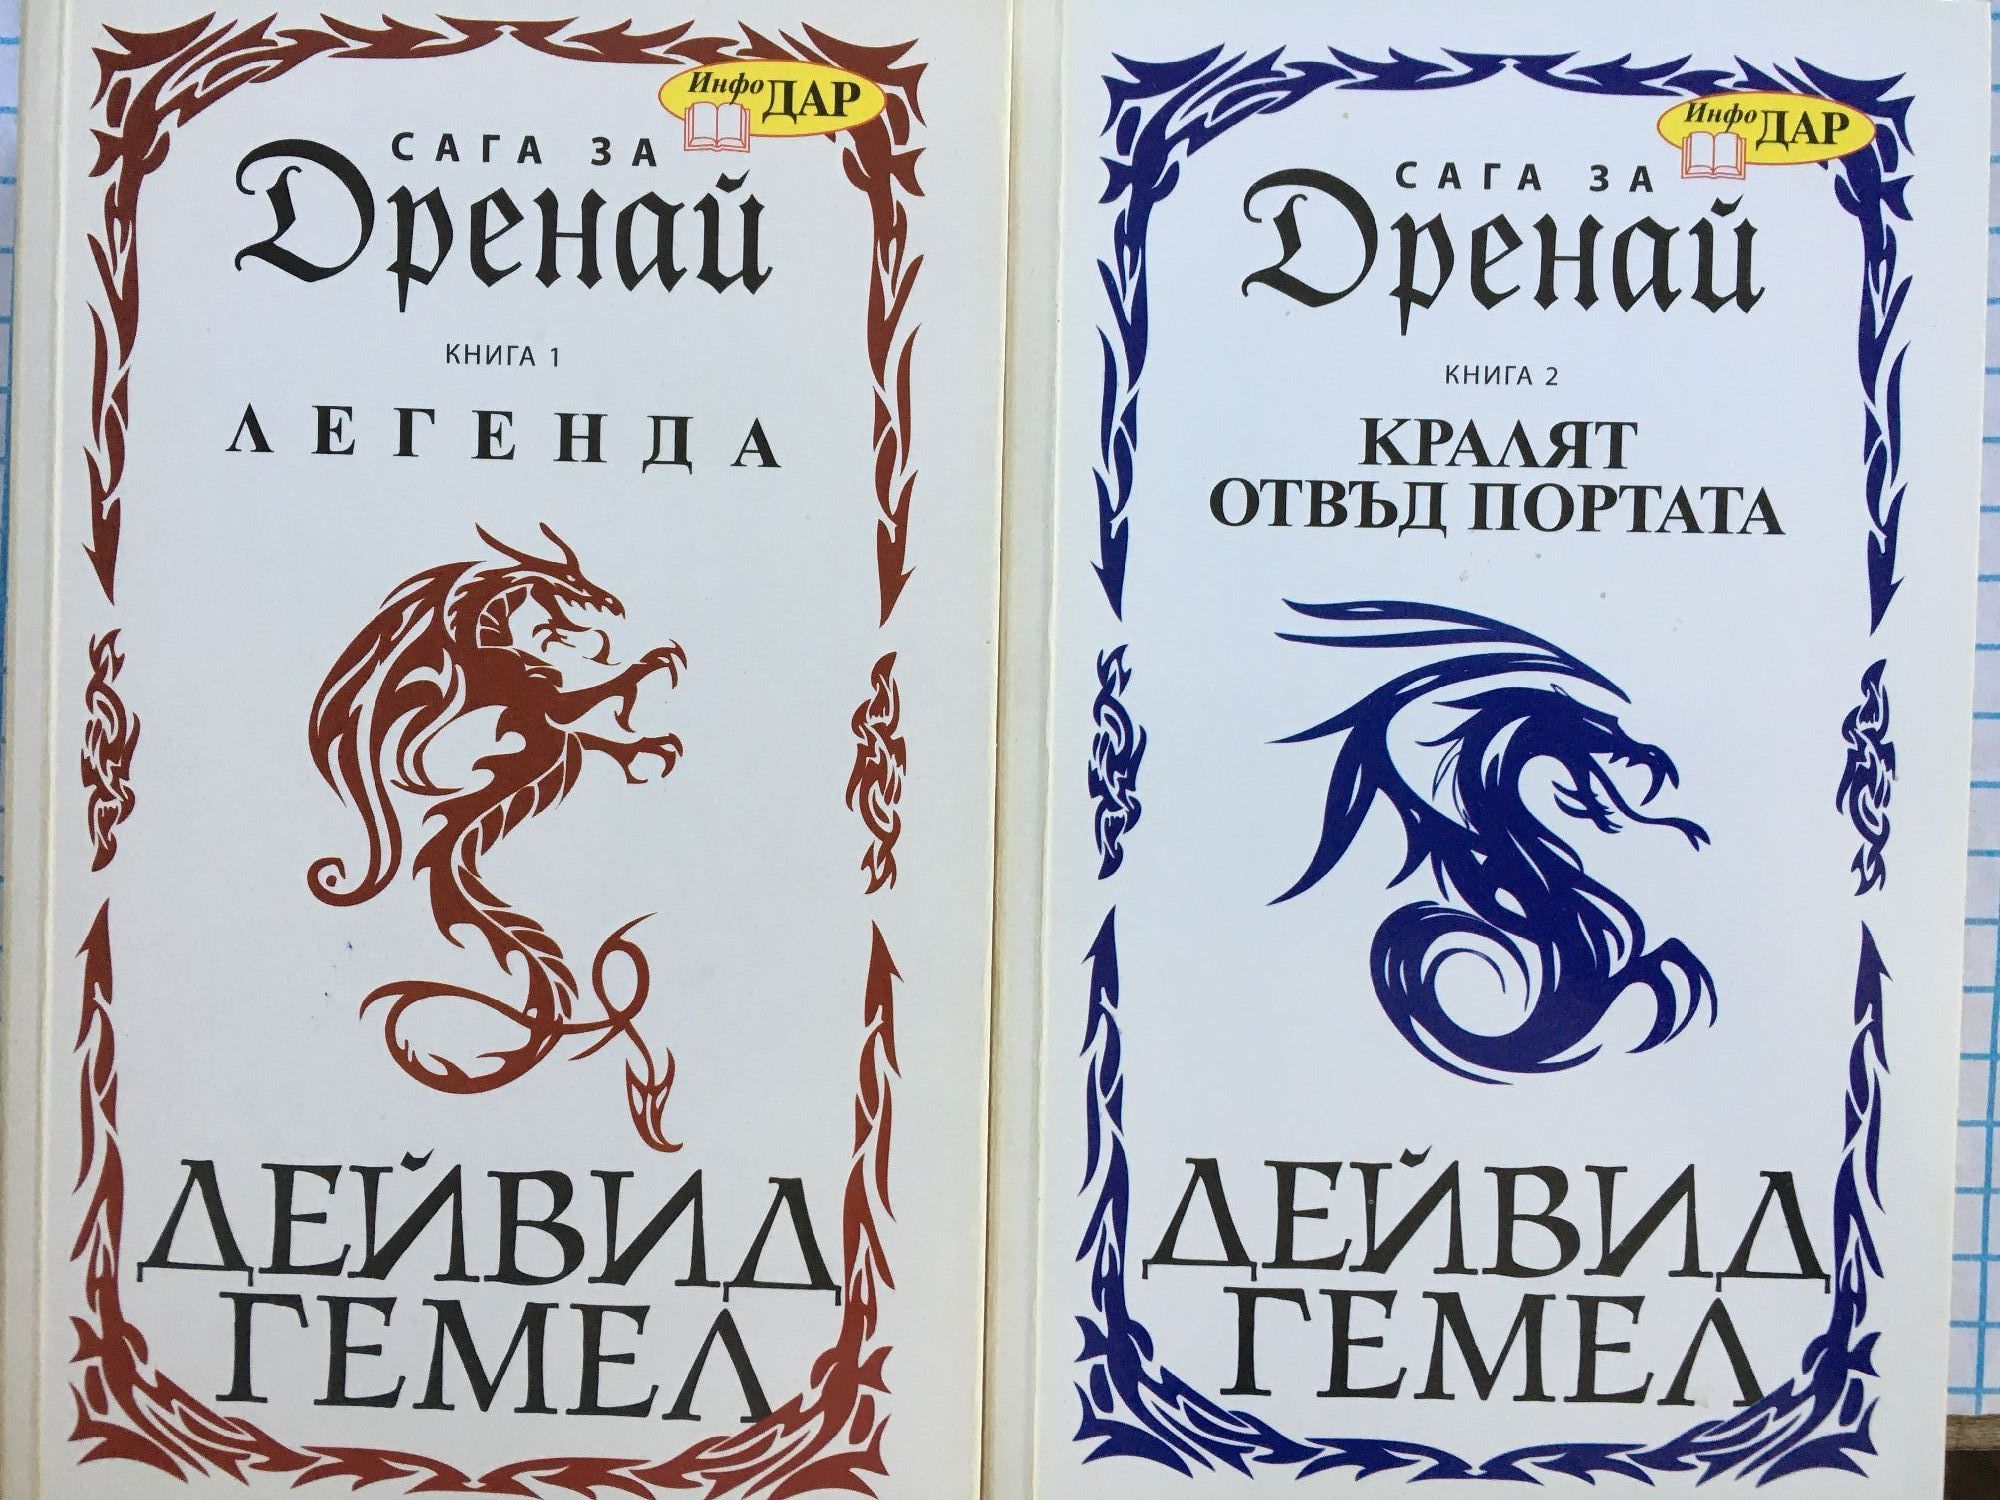 Инфо
ДАР
САГА ЗА
Дренай
КНИГА 1
ЛЕГЕНДА
ДЕЙВИД
ГЕМЕЛ
Инфо
ДАР
САГА ЗА
Дренай
КНИГА 2
КРАЛЯТ
ОТВЪД ПОРТАТА
ДЕЙВИД
ГЕМЕЛ